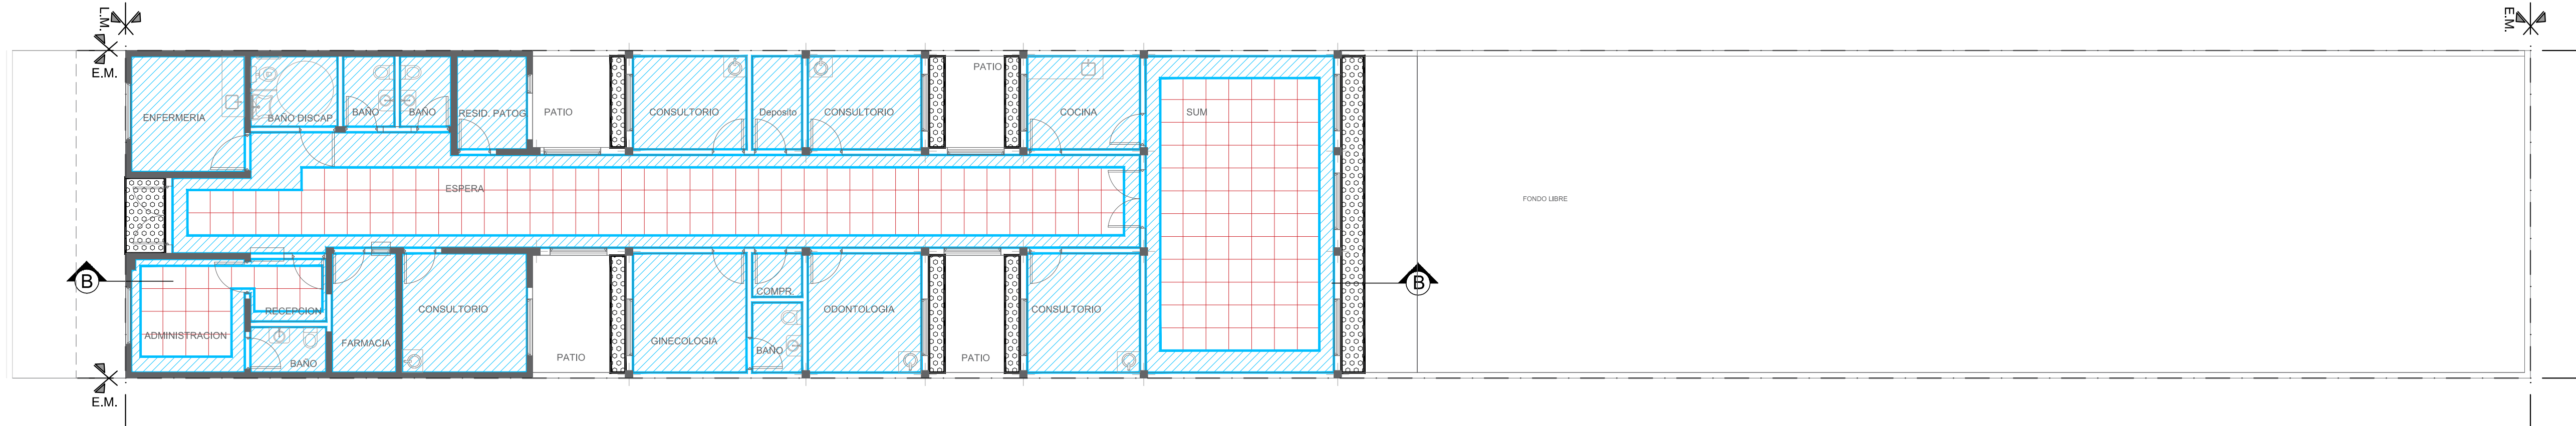 L.M.
E.M.
E.M.
ENFERMERIA
BAÑO DISCAP.
BAÑO
BAÑO
RESID. PATOG.
PATIO
CONSULTORIO
Deposito
CONSULTORIO
PATIO
COCINA
SUM
ESPERA
FONDO LIBRE
B
B
ADMINISTRACION
RECEPCION
BAÑO
FARMACIA
CONSULTORIO
PATIO
GINECOLOGIA
COMPR.
BAÑO
ODONTOLOGIA
PATIO
CONSULTORIO
E.M.